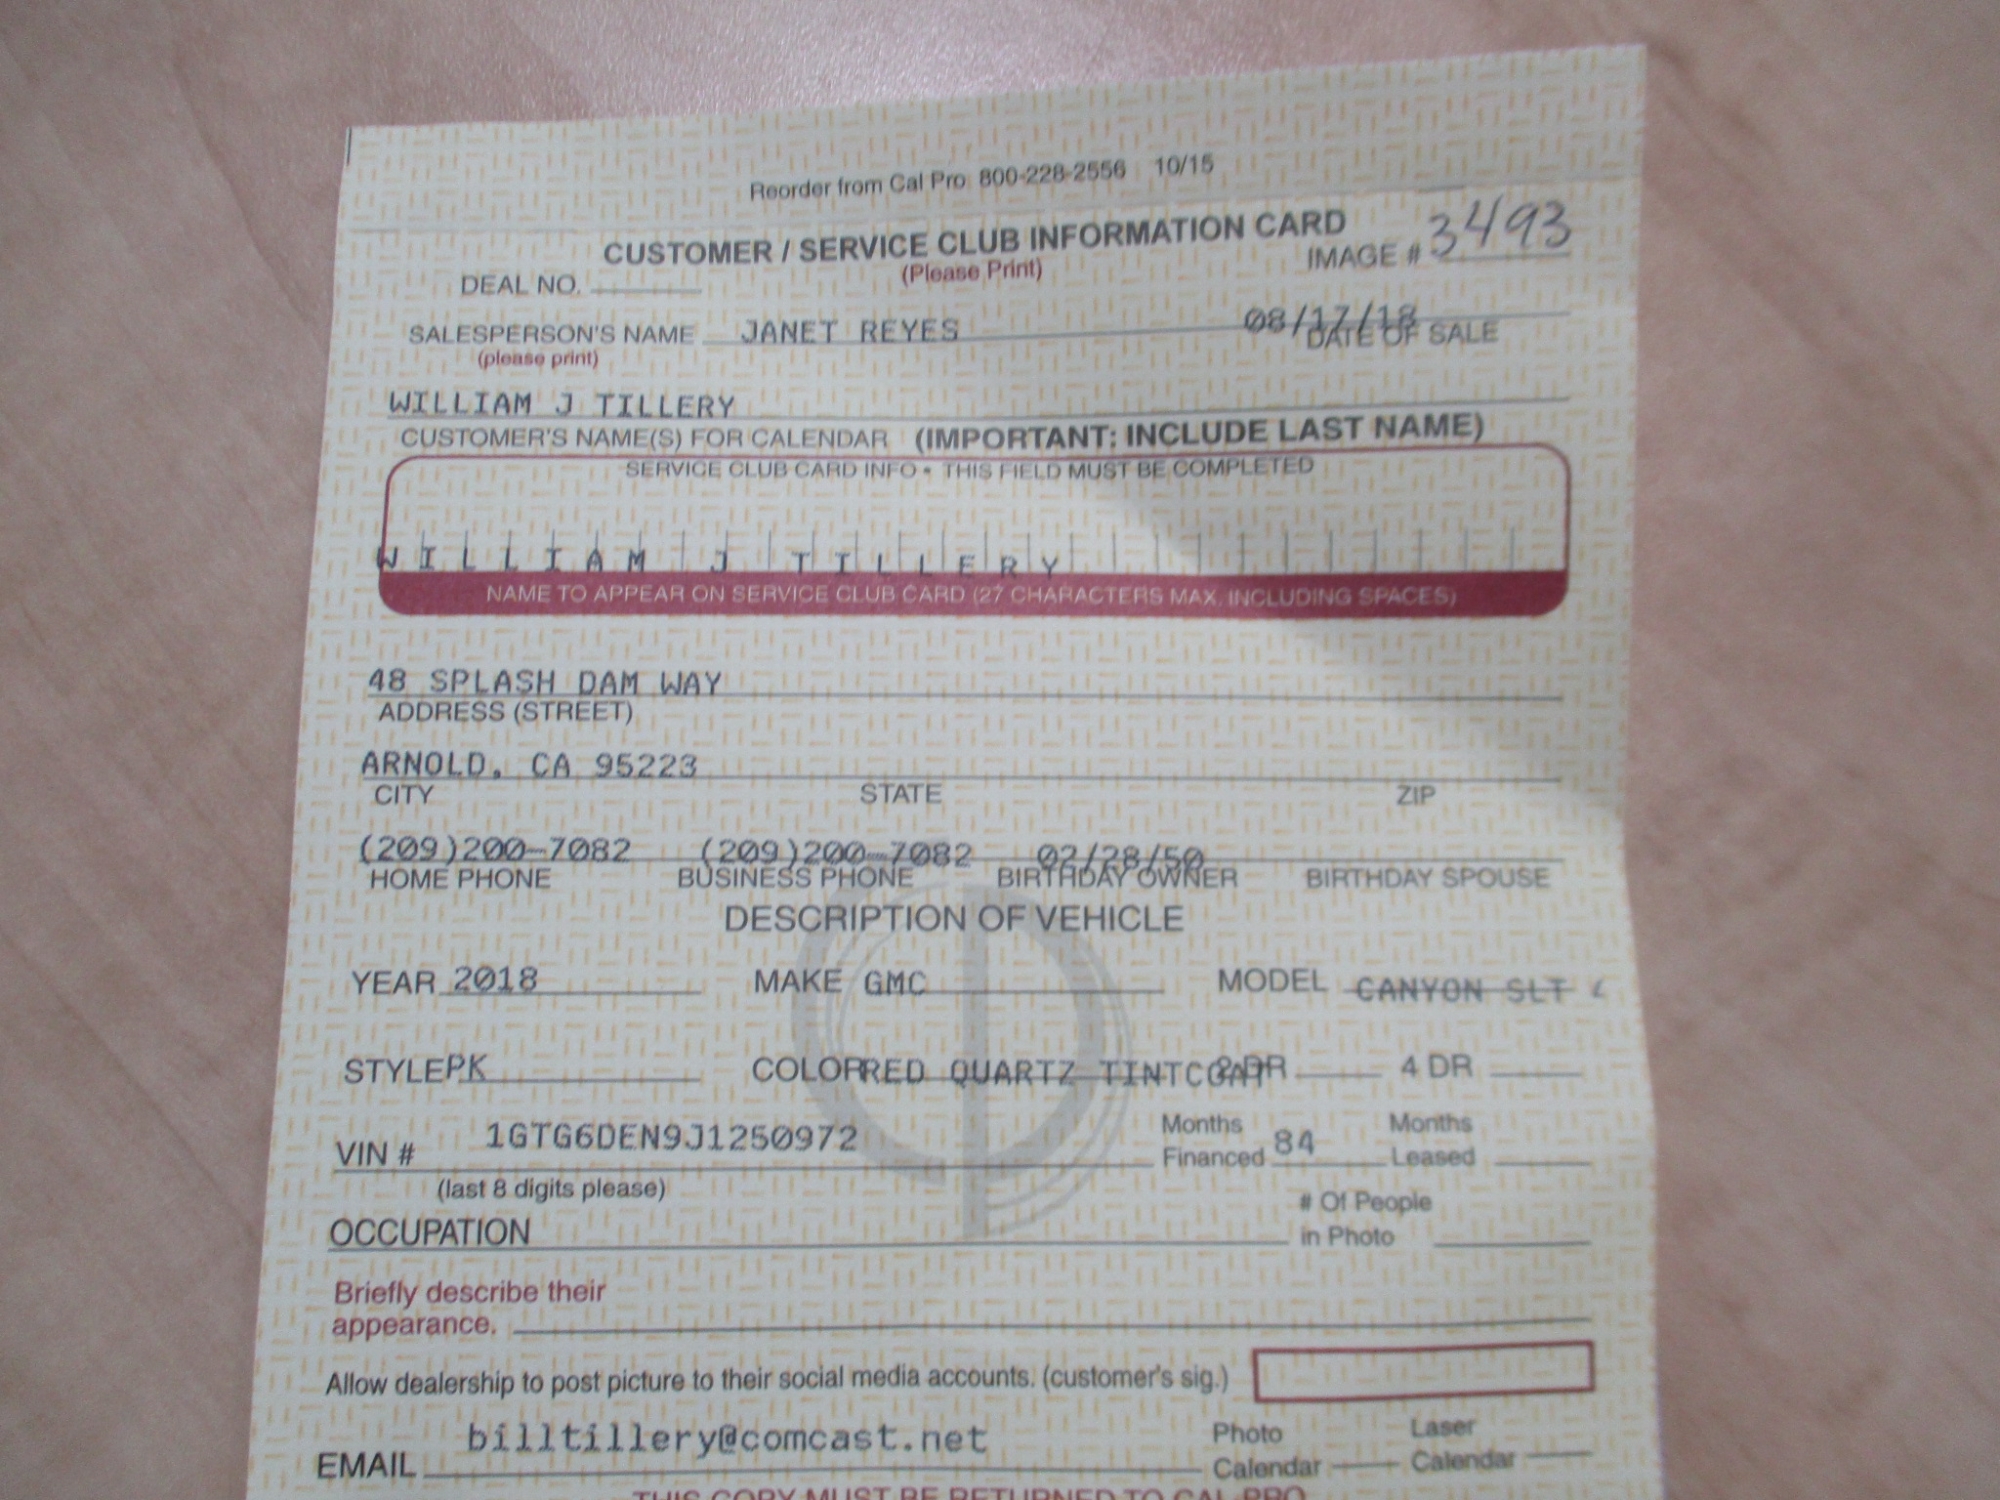 Reorder from Cal Pro 800-228-2556 10/15
CUSTOMER / SERVICE CLUB INFORMATION CARD
(Please Print)
IMAGE # 3493
DEAL NO.
SALESPERSON'S NAME JANET REYES 08/17/18
(please print) DATE OF SALE
WILLIAM J TILLERY
CUSTOMER'S NAME(S) FOR CALENDAR (IMPORTANT: INCLUDE LAST NAME)
SERVICE CLUB CARD INFO • THIS FIELD MUST BE COMPLETED
WILLIAM J TILLERY
NAME TO APPEAR ON SERVICE CLUB CARD (27 CHARACTERS MAX. INCLUDING SPACES)
48 SPLASH DAM WAY
ADDRESS (STREET)
ARNOLD, CA 95223
CITY STATE ZIP
(209)200-7082 (209)200-7082 02/28/50
HOME PHONE BUSINESS PHONE BIRTHDAY OWNER BIRTHDAY SPOUSE
DESCRIPTION OF VEHICLE
YEAR 2018 MAKE GMC MODEL CANYON SLT
STYLE PK COLOR RED QUARTZ TINTCOAT 2 DR 4 DR
VIN # 1GTG6DEN9J1250972 Months Financed 84 Months Leased
(last 8 digits please)
OCCUPATION # Of People in Photo
Briefly describe their
appearance.
Allow dealership to post picture to their social media accounts. (customer's sig.)
EMAIL billtillery@comcast.net Photo Calendar Laser Calendar
THIS COPY MUST BE RETURNED TO CAL PRO